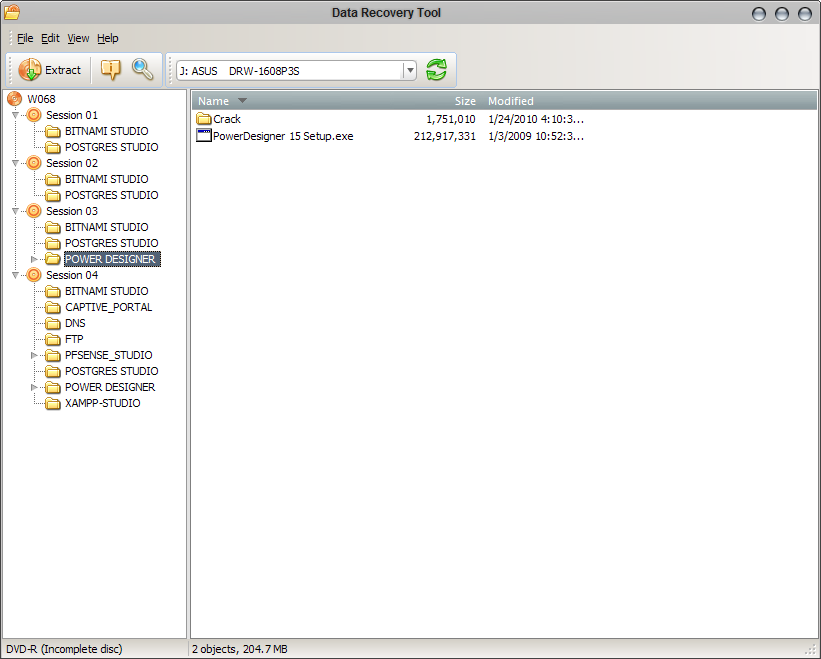 Data Recovery Tool
File Edit View Help
Extract
J: ASUS DRW-1608P3S
W068
Session 01
BITNAMI STUDIO
POSTGRES STUDIO
Session 02
BITNAMI STUDIO
POSTGRES STUDIO
Session 03
BITNAMI STUDIO
POSTGRES STUDIO
POWER DESIGNER
Session 04
BITNAMI STUDIO
CAPTIVE_PORTAL
DNS
FTP
PFSENSE_STUDIO
POSTGRES STUDIO
POWER DESIGNER
XAMPP-STUDIO
Name Size Modified
Crack 1,751,010 1/24/2010 4:10:3...
PowerDesigner 15 Setup.exe 212,917,331 1/3/2009 10:52:3...
DVD-R (Incomplete disc)
2 objects, 204.7 MB